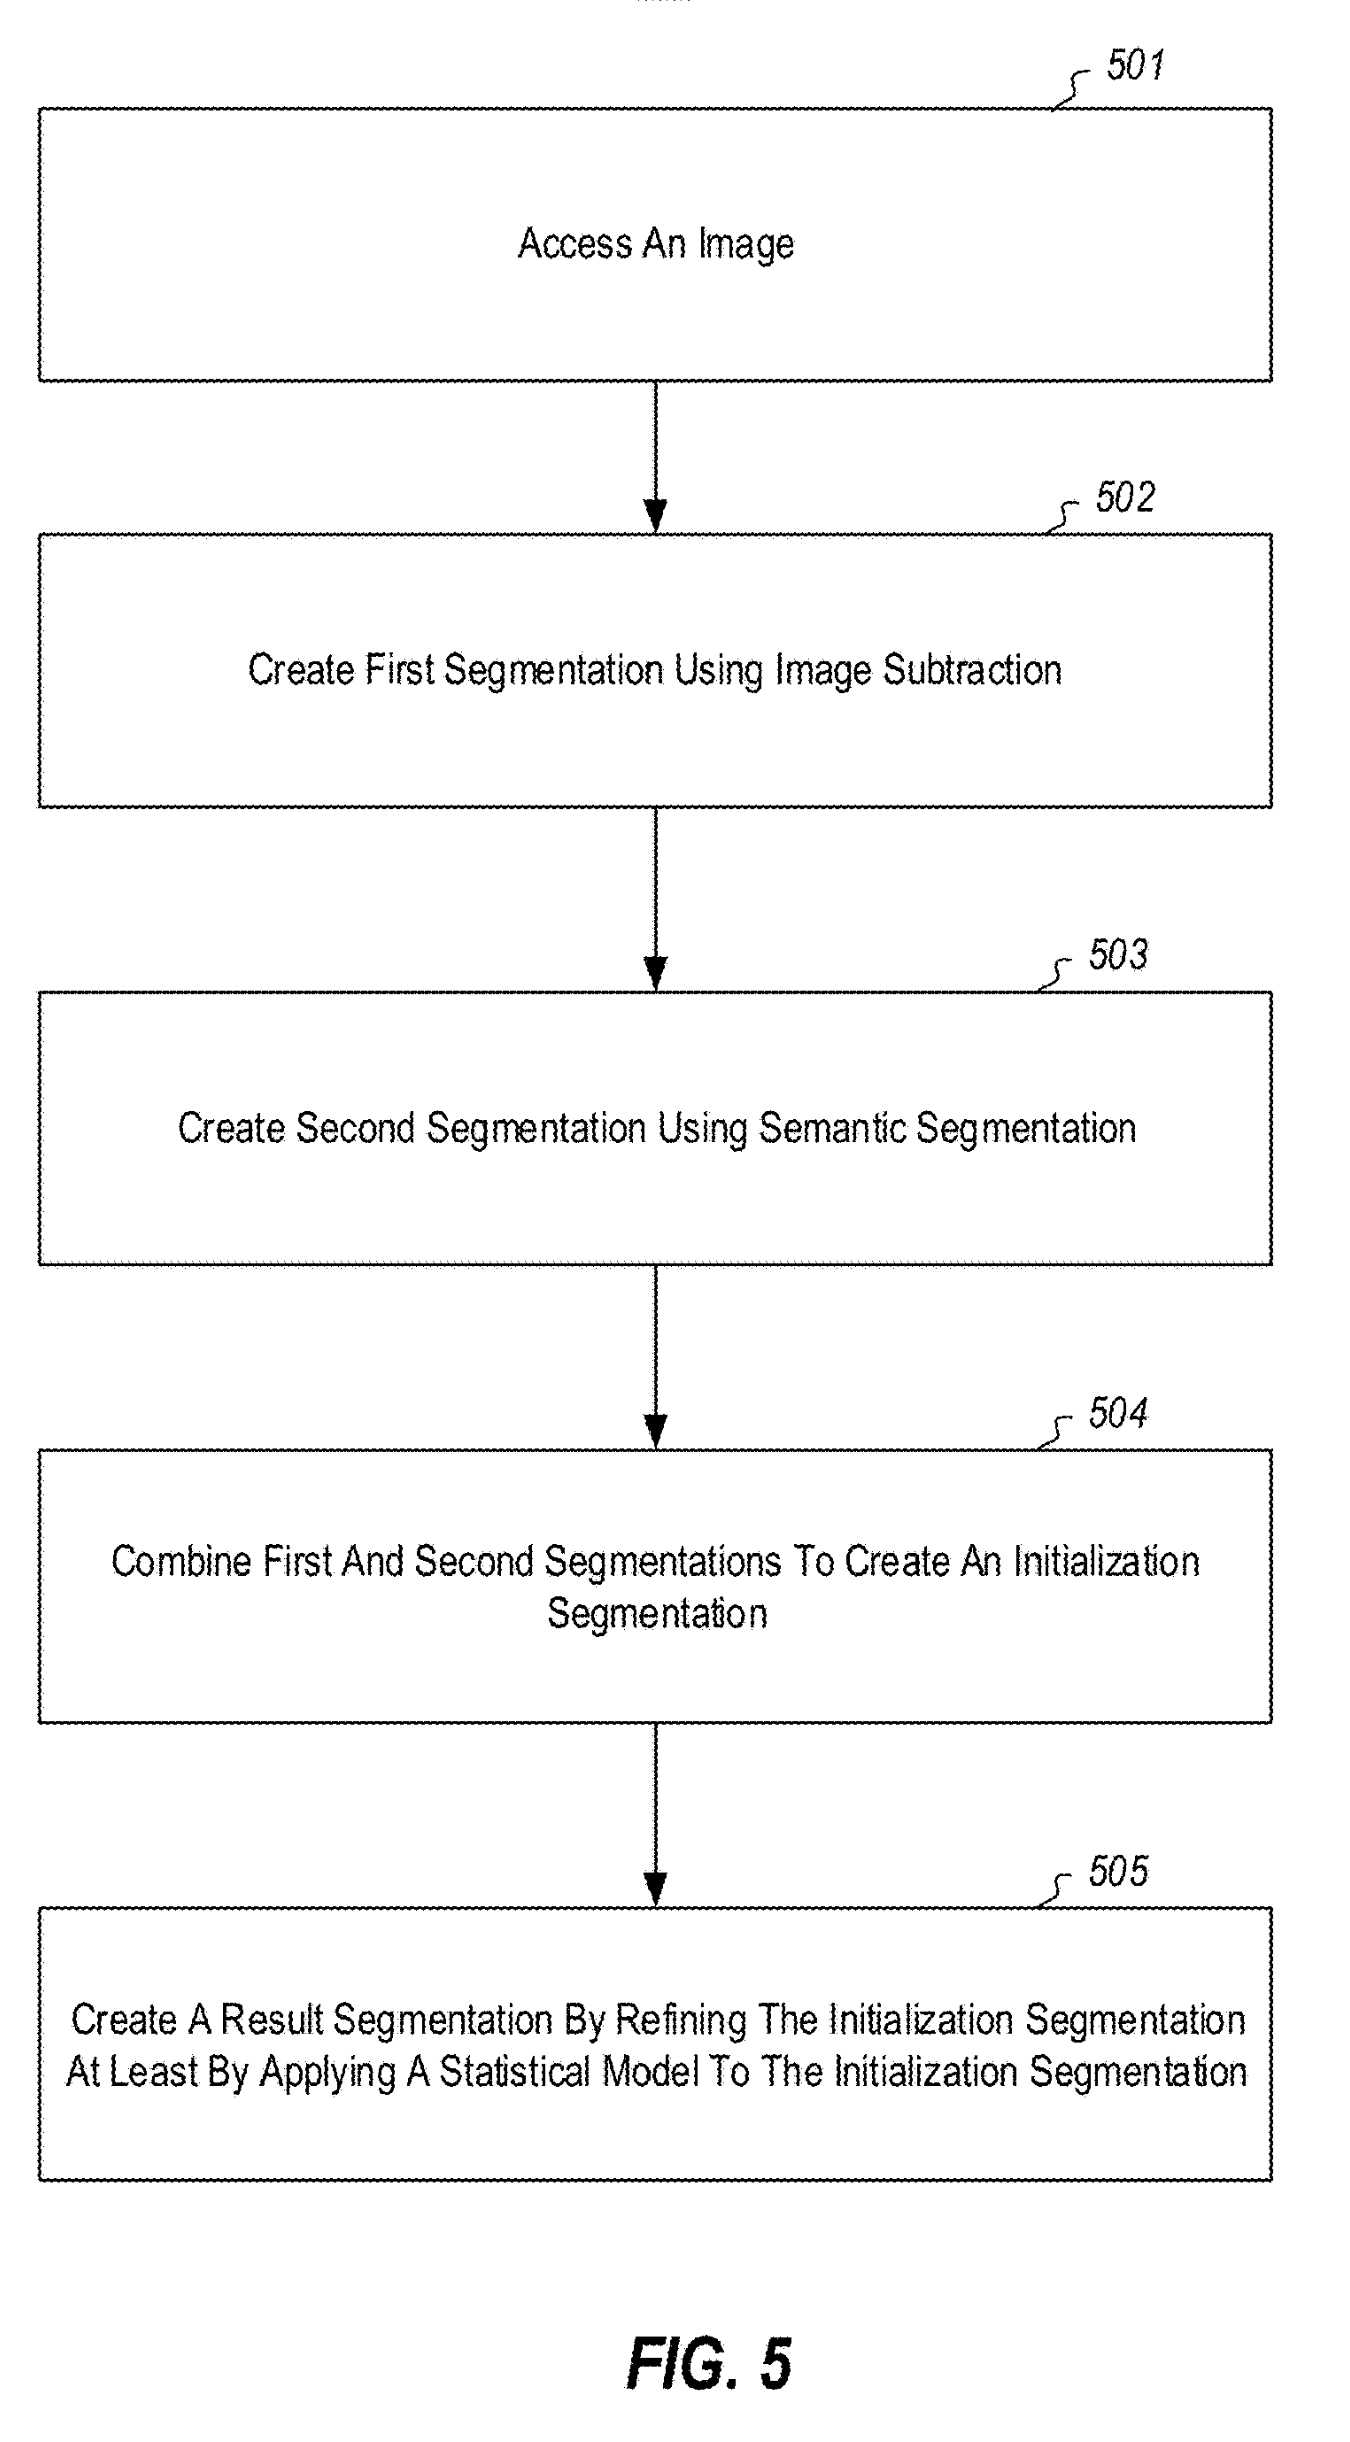 501
Access An Image
502
Create First Segmentation Using Image Subtraction
503
Create Second Segmentation Using Semantic Segmentation
504
Combine First And Second Segmentations To Create An Initialization
Segmentation
505
Create A Result Segmentation By Refining The Initialization Segmentation
At Least By Applying A Statistical Model To The Initialization Segmentation
FIG. 5